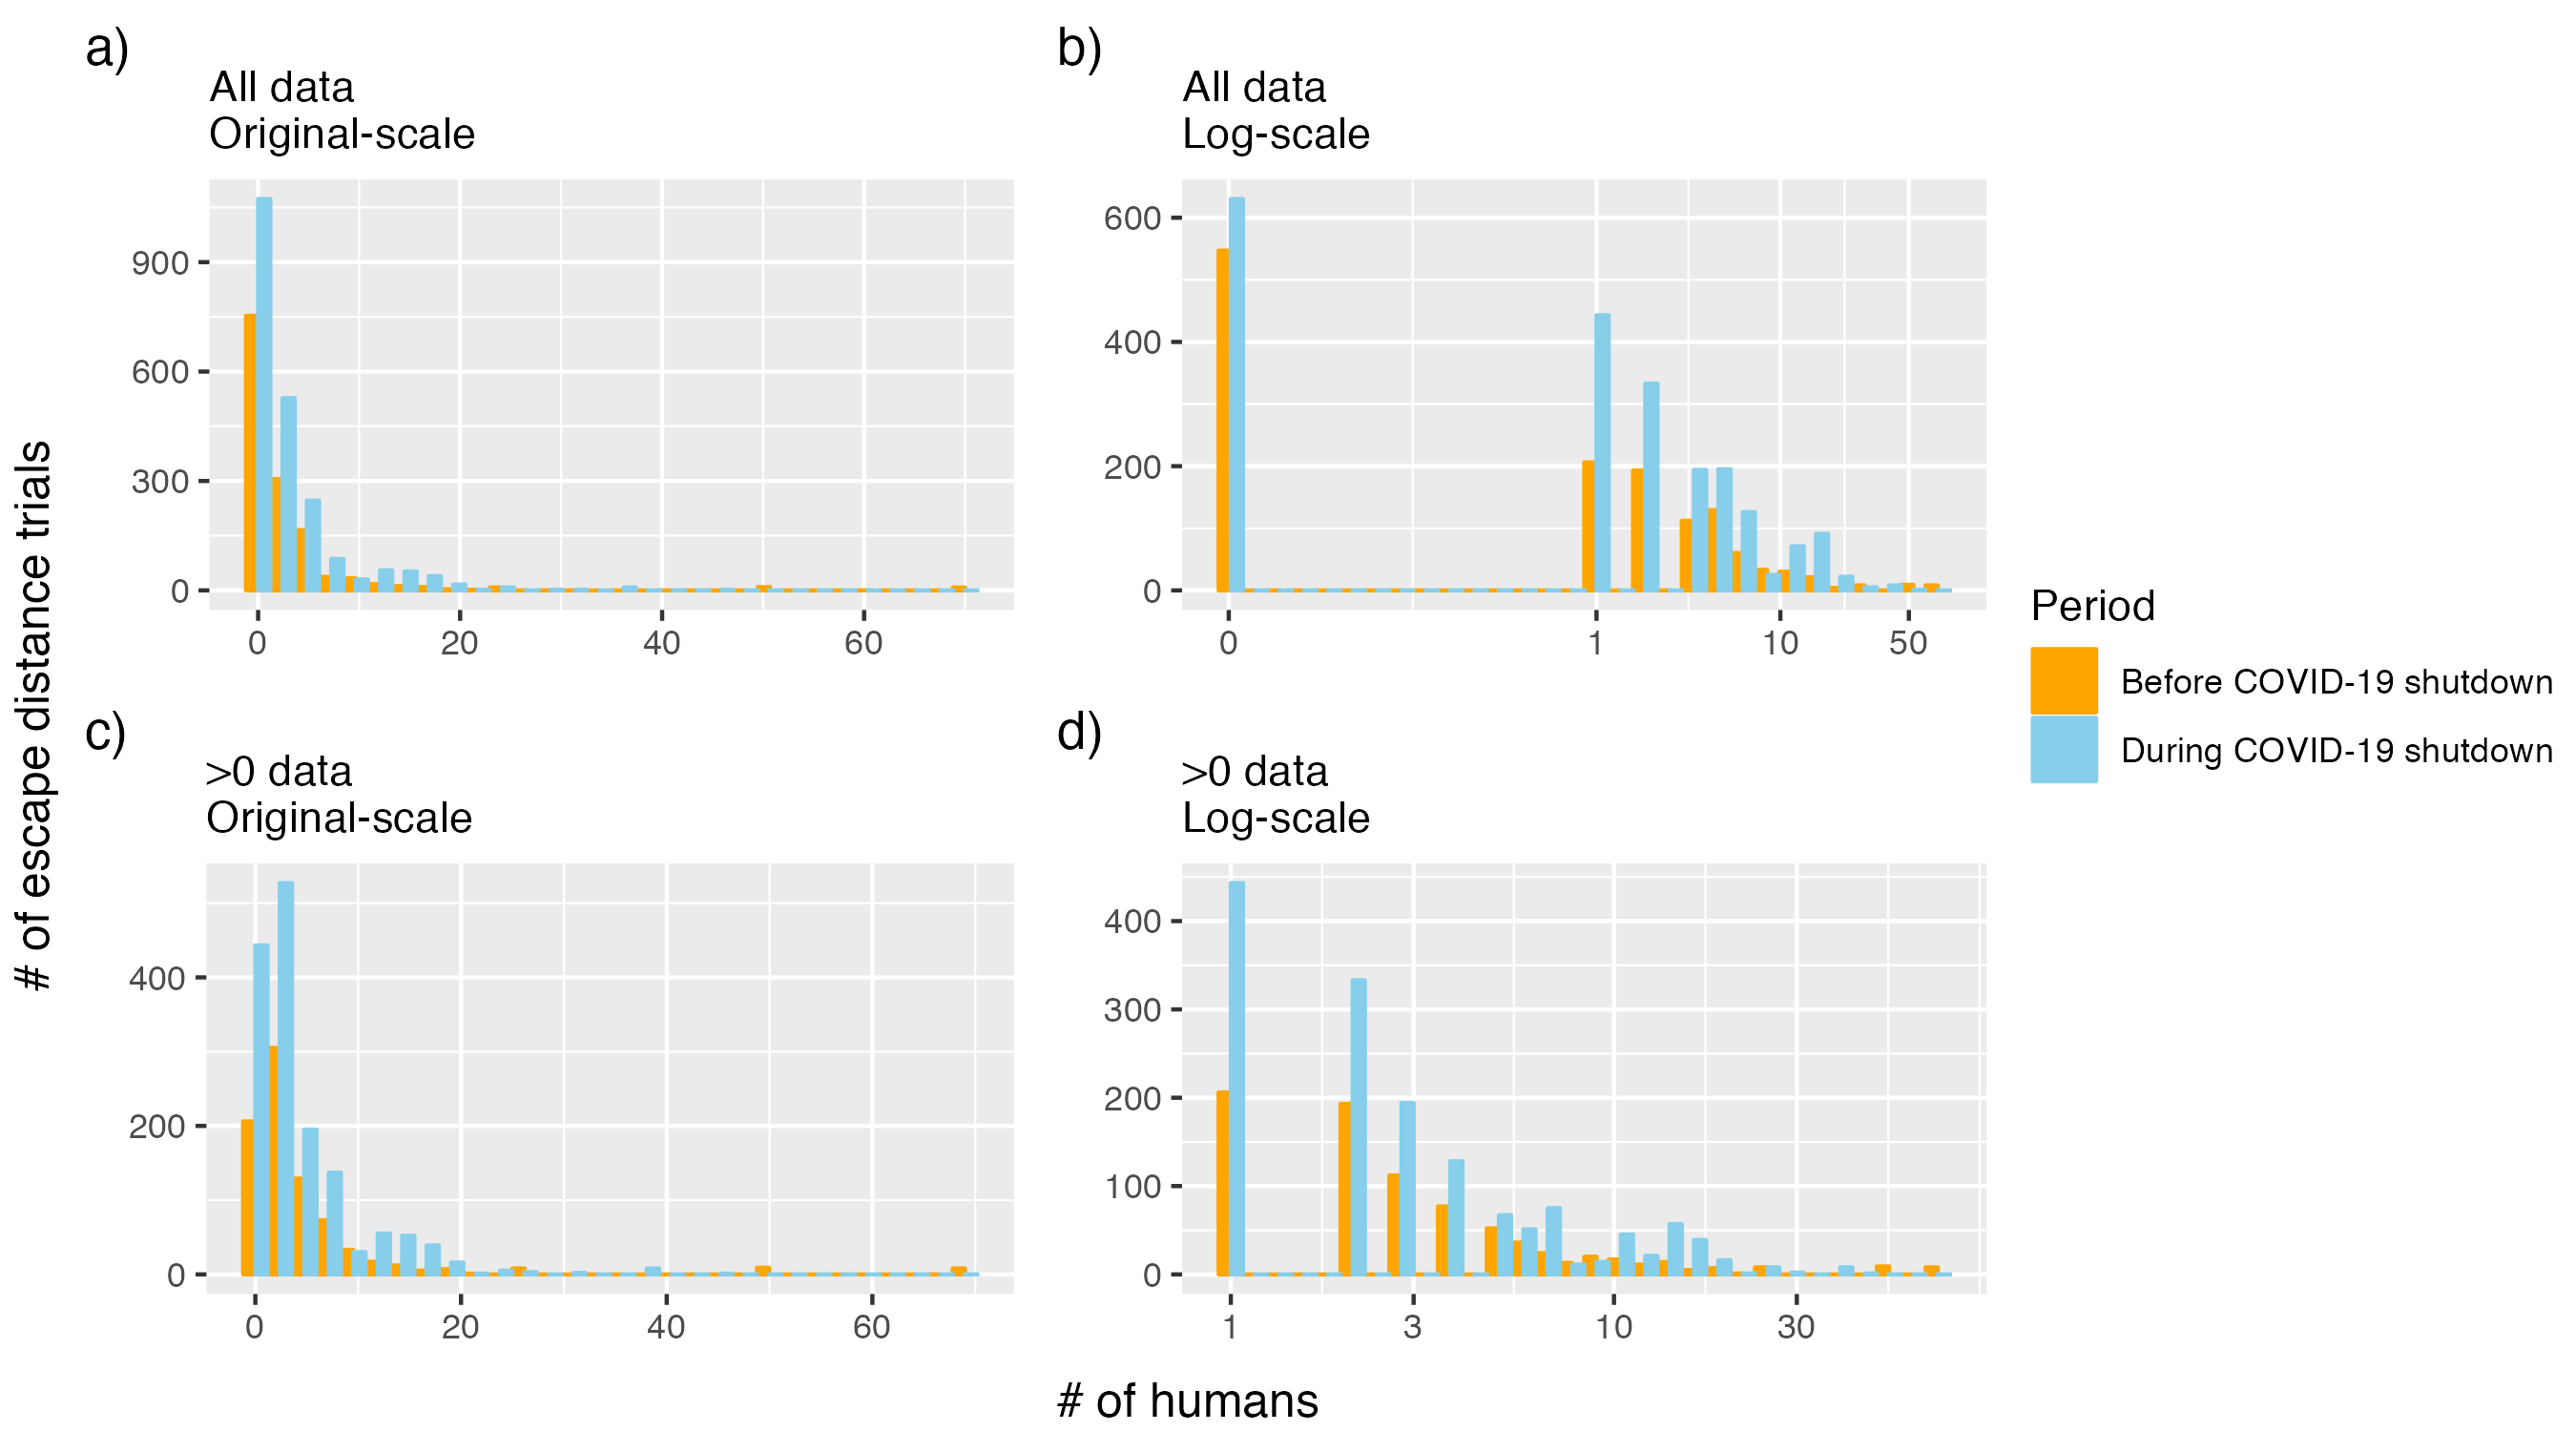 a)
All data
Original-scale
900
600
300
0
0 20 40 60
b)
All data
Log-scale
600
400
200
0
0 1 10 50
c)
>0 data
Original-scale
400
200
0
0 20 40 60
d)
>0 data
Log-scale
400
300
200
100
0
1 3 10 30
# of escape distance trials
# of humans
Period
Before COVID-19 shutdown
During COVID-19 shutdown